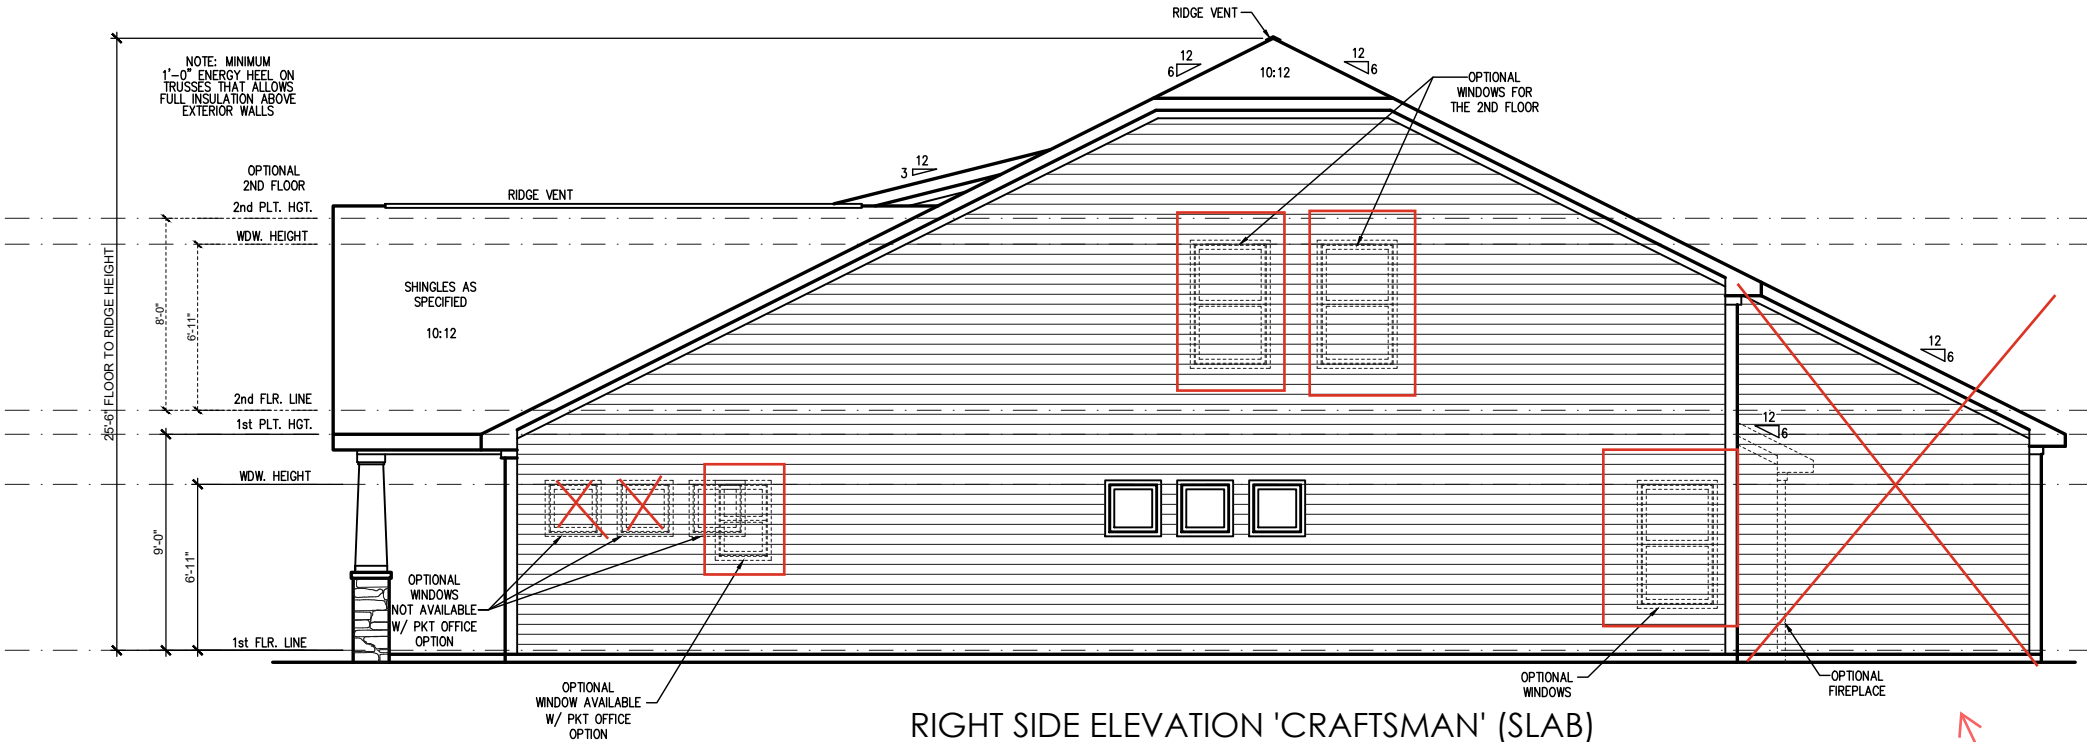 RIDGE VENT
NOTE: MINIMUM
1'-0" ENERGY HEEL ON
TRUSSES THAT ALLOWS
FULL INSULATION ABOVE
EXTERIOR WALLS
12
6
10:12
12
6
OPTIONAL
WINDOWS FOR
THE 2ND FLOOR
12
3
OPTIONAL
2ND FLOOR
2nd PLT. HGT.
RIDGE VENT
WDW. HEIGHT
25'-6" FLOOR TO RIDGE HEIGHT
8'-0"
6'-11"
SHINGLES AS
SPECIFIED
10:12
12
6
2nd FLR. LINE
1st PLT. HGT.
12
6
WDW. HEIGHT
9'-0"
6'-11"
OPTIONAL
WINDOWS
NOT AVAILABLE
W/ PKT OFFICE
OPTION
1st FLR. LINE
OPTIONAL
WINDOW AVAILABLE
W/ PKT OFFICE
OPTION
OPTIONAL
WINDOWS
OPTIONAL
FIREPLACE
RIGHT SIDE ELEVATION 'CRAFTSMAN' (SLAB)